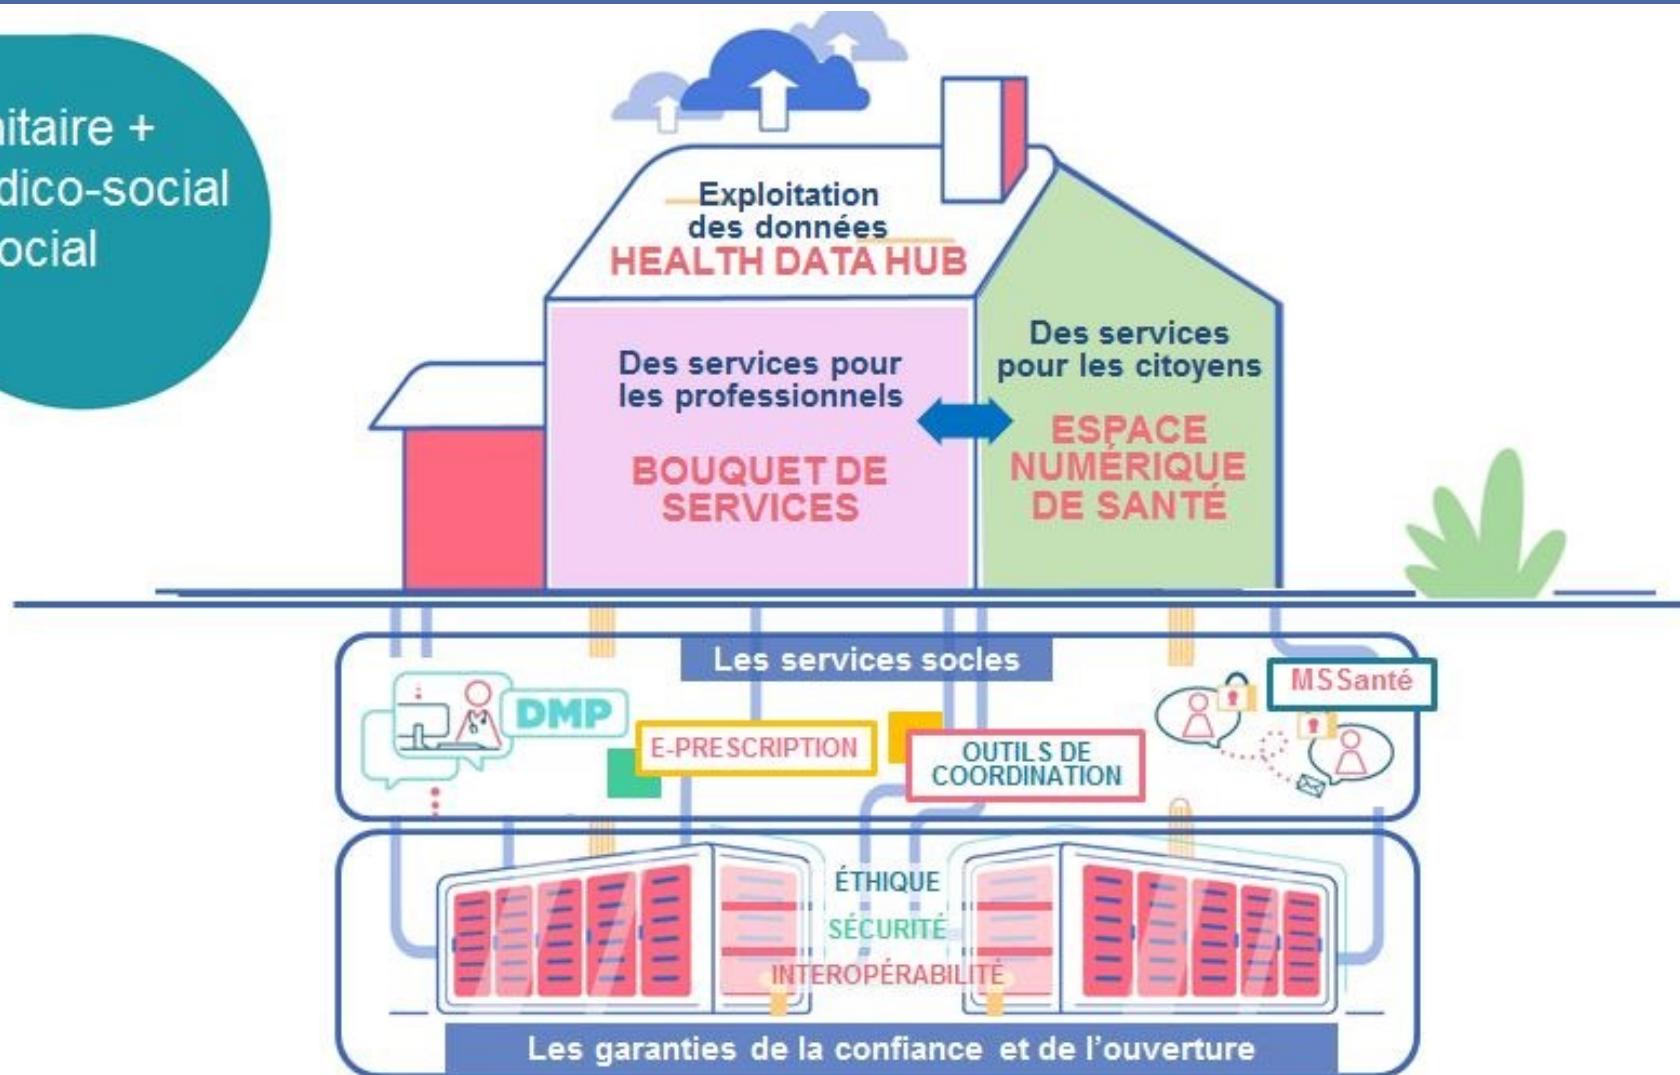 nitaire +
dico-social
ocial
Exploitation
des données
HEALTH DATA HUB
Des services pour
les professionnels
BOUQUET DE
SERVICES
Des services
pour les citoyens
ESPACE
NUMÉRIQUE
DE SANTÉ
Les services socles
DMP
E-PRESCRIPTION
OUTILS DE
COORDINATION
MSSanté
ÉTHIQUE
SÉCURITÉ
INTEROPÉRABILITÉ
Les garanties de la confiance et de l'ouverture